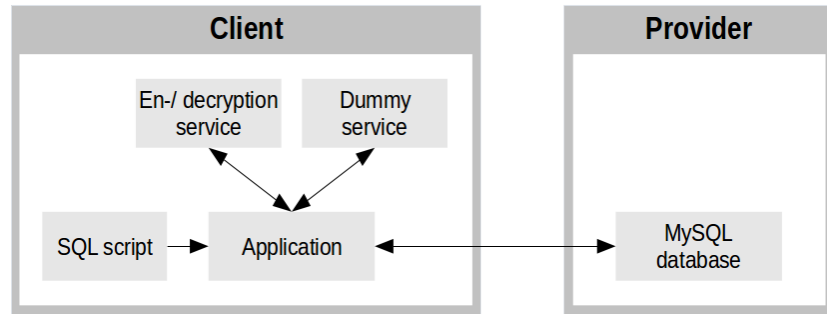 Client
Provider
En-/ decryption
service
Dummy
service
SQL script
Application
MySQL
database